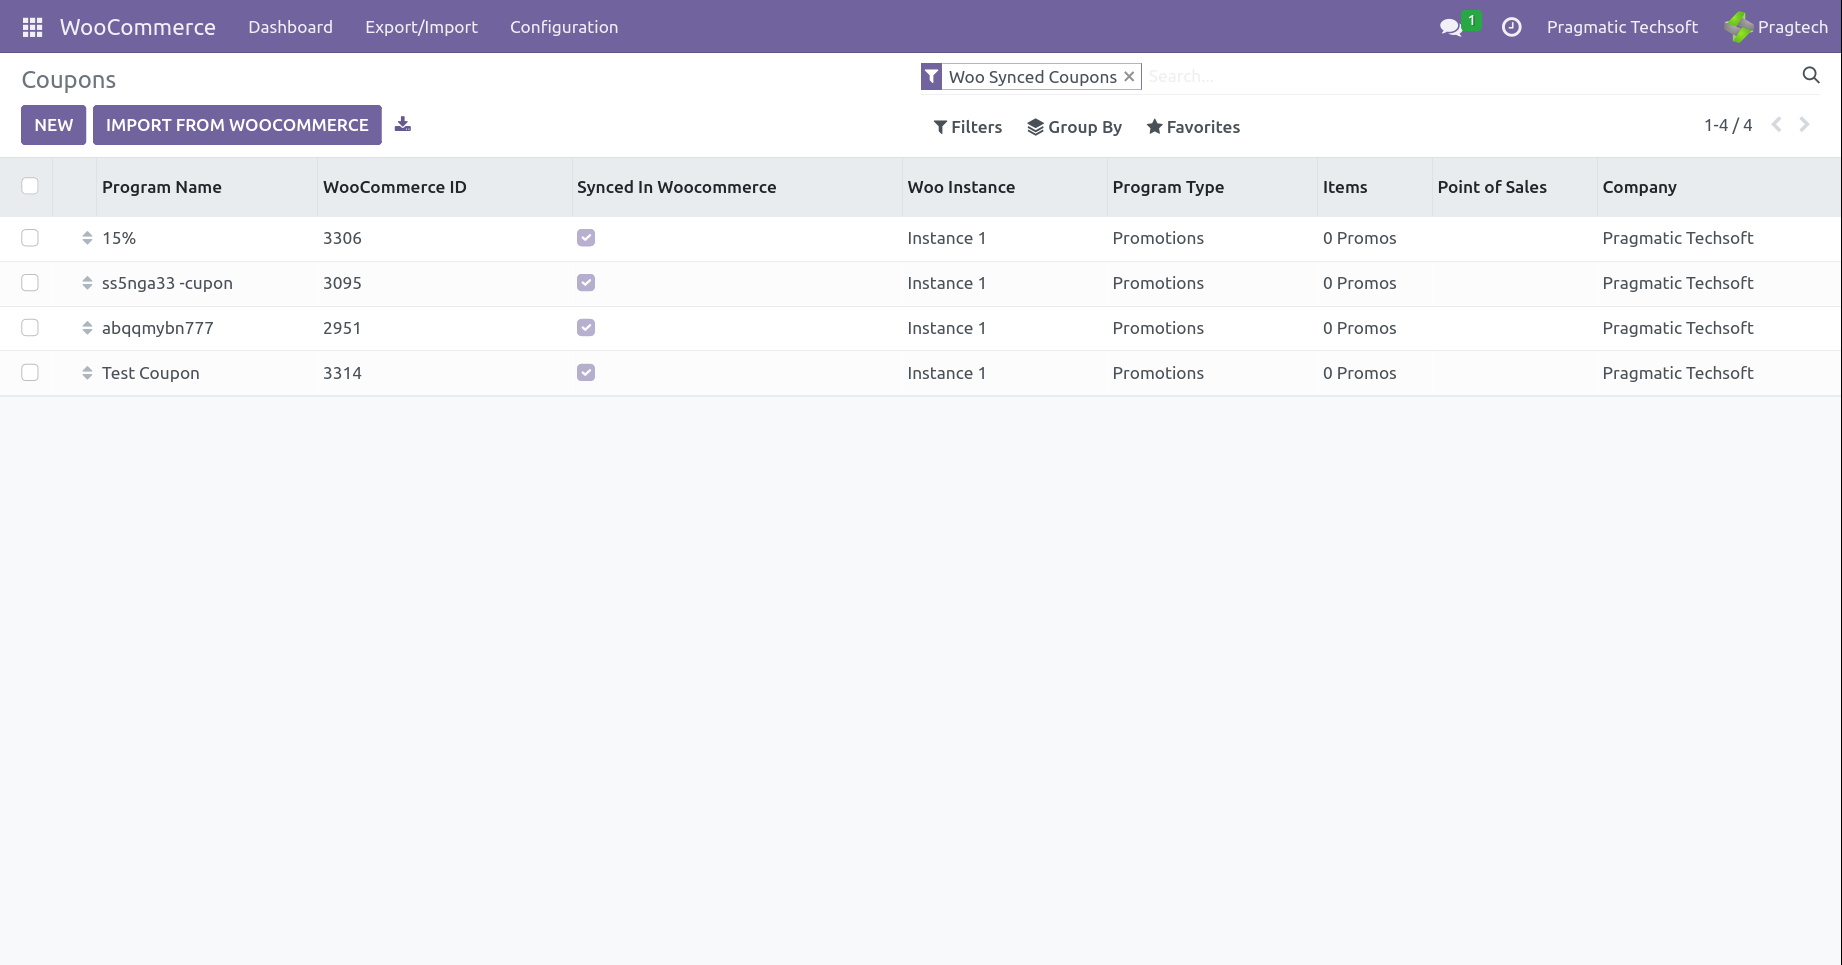 WooCommerce Dashboard Export/Import Configuration 1 Pragmatic Techsoft Pragtech
Coupons Woo Synced Coupons × Search...
NEW IMPORT FROM WOOCOMMERCE Filters Group By Favorites 1-4 / 4
Program Name WooCommerce ID Synced In Woocommerce Woo Instance Program Type Items Point of Sales Company
15% 3306 Instance 1 Promotions 0 Promos Pragmatic Techsoft
ss5nga33 -cupon 3095 Instance 1 Promotions 0 Promos Pragmatic Techsoft
abqqmybn777 2951 Instance 1 Promotions 0 Promos Pragmatic Techsoft
Test Coupon 3314 Instance 1 Promotions 0 Promos Pragmatic Techsoft